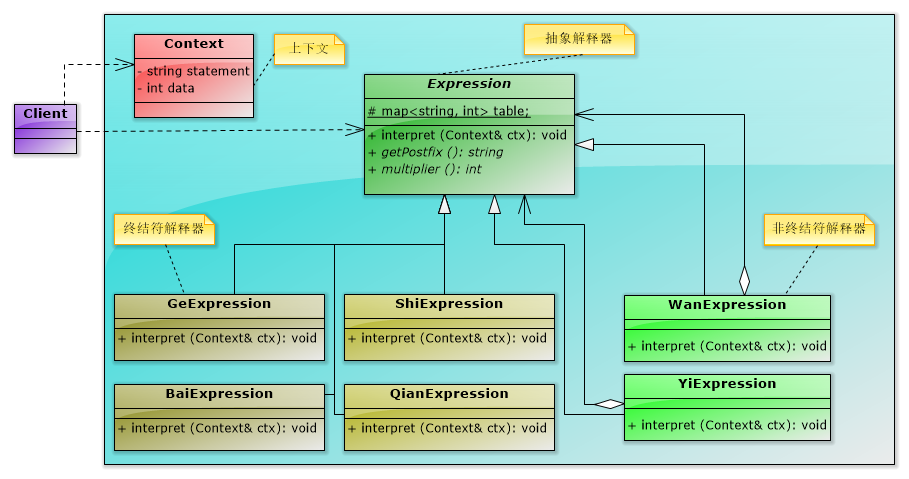 Context
- string statement
- int data
上下文
抽象解释器
Expression
# map<string, int> table;
+ interpret (Context& ctx): void
+ getPostfix (): string
+ multiplier (): int
Client
终结符解释器
非终结符解释器
GeExpression
+ interpret (Context& ctx): void
ShiExpression
+ interpret (Context& ctx): void
WanExpression
+ interpret (Context& ctx): void
BaiExpression
+ interpret (Context& ctx): void
QianExpression
+ interpret (Context& ctx): void
YiExpression
+ interpret (Context& ctx): void